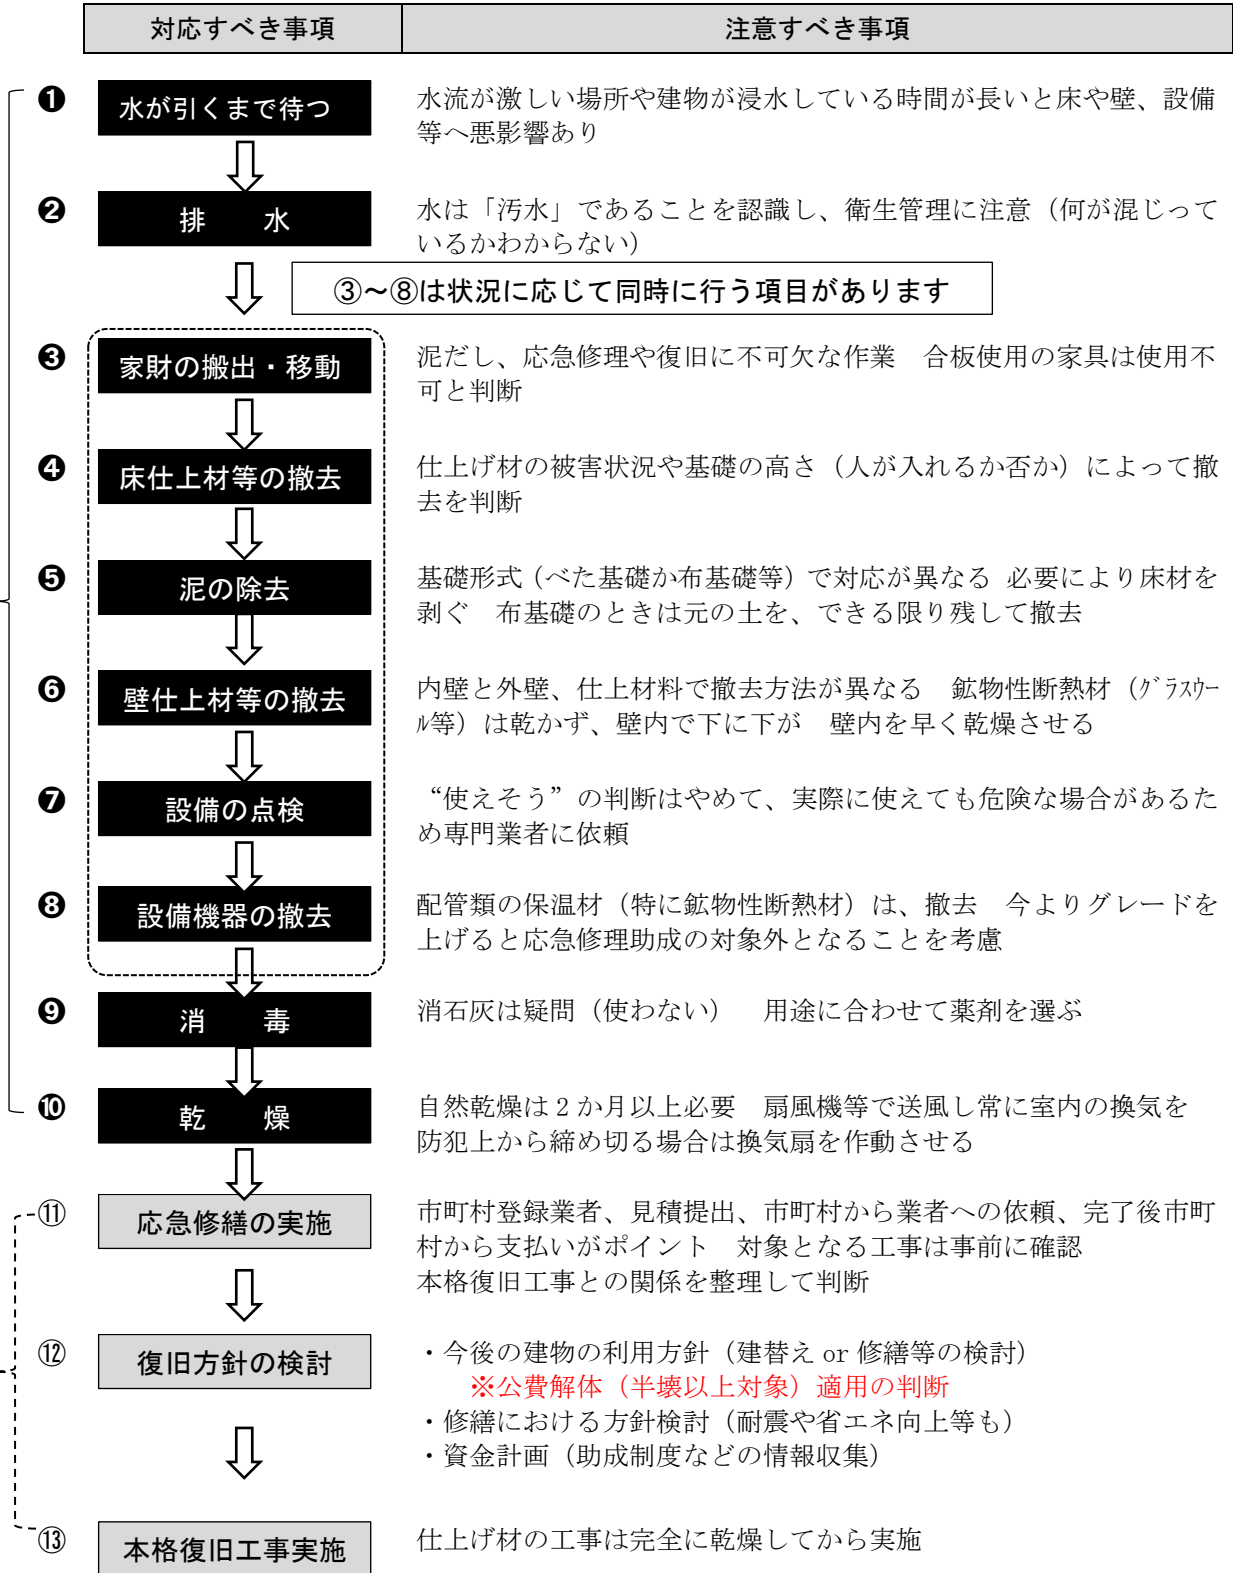 対応すべき事項
注意すべき事項
❶ 水が引くまで待つ
水流が激しい場所や建物が浸水している時間が長いと床や壁、設備
等へ悪影響あり
❷ 排　　水
水は「汚水」であることを認識し、衛生管理に注意（何が混じって
いるかわからない）
③～⑧は状況に応じて同時に行う項目があります
❸ 家財の搬出・移動
泥だし、応急修理や復旧に不可欠な作業　合板使用の家具は使用不
可と判断
❹ 床仕上材等の撤去
仕上げ材の被害状況や基礎の高さ（人が入れるか否か）によって撤
去を判断
❺ 泥の除去
基礎形式（べた基礎か布基礎等）で対応が異なる 必要により床材を
剥ぐ　布基礎のときは元の土を、できる限り残して撤去
❻ 壁仕上材等の撤去
内壁と外壁、仕上材料で撤去方法が異なる　鉱物性断熱材（ｸﾞﾗｽｳｰ
ﾙ等）は乾かず、壁内で下に下が　壁内を早く乾燥させる
❼ 設備の点検
“使えそう”の判断はやめて、実際に使えても危険な場合があるた
め専門業者に依頼
❽ 設備機器の撤去
配管類の保温材（特に鉱物性断熱材）は、撤去　今よりグレードを
上げると応急修理助成の対象外となることを考慮
❾ 消　　毒
消石灰は疑問（使わない）　用途に合わせて薬剤を選ぶ
❿ 乾　　燥
自然乾燥は 2 か月以上必要　扇風機等で送風し常に室内の換気を
防犯上から締め切る場合は換気扇を作動させる
⑪ 応急修繕の実施
市町村登録業者、見積提出、市町村から業者への依頼、完了後市町
村から支払いがポイント　対象となる工事は事前に確認
本格復旧工事との関係を整理して判断
⑫ 復旧方針の検討
・今後の建物の利用方針（建替え or 修繕等の検討）
※公費解体（半壊以上対象）適用の判断
・修繕における方針検討（耐震や省エネ向上等も）
・資金計画（助成制度などの情報収集）
⑬ 本格復旧工事実施
仕上げ材の工事は完全に乾燥してから実施